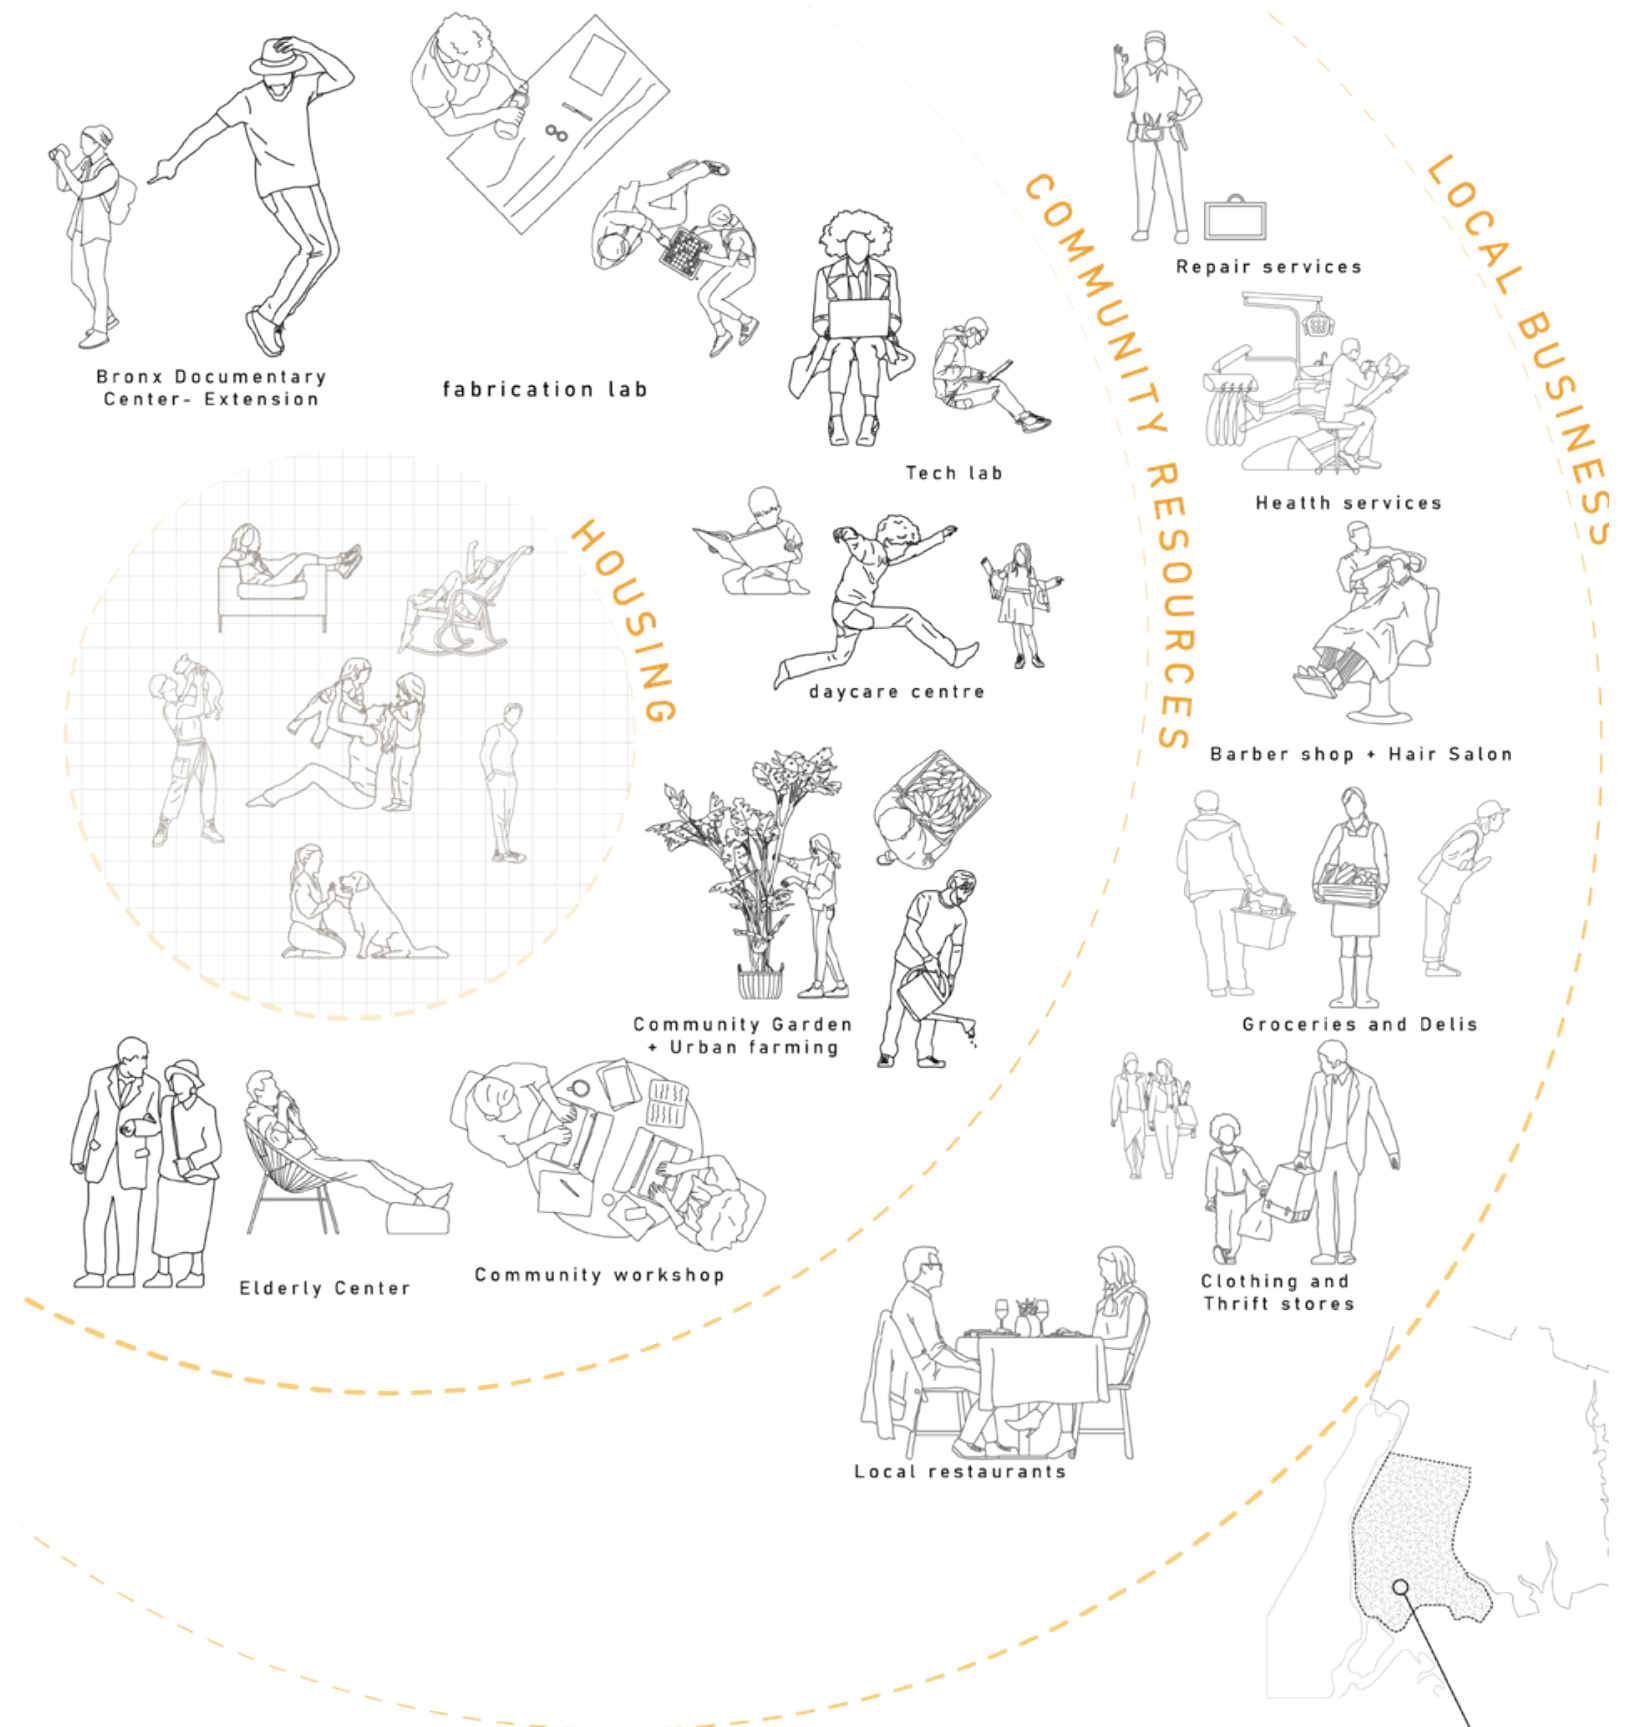 Bronx Documentary
Center- Extension
fabrication lab
Tech lab
daycare centre
Community Garden
+ Urban farming
Elderly Center
Community workshop
HOUSING
COMMUNITY RESOURCES
LOCAL BUSINESS
Repair services
Health services
Barber shop + Hair Salon
Groceries and Delis
Clothing and
Thrift stores
Local restaurants